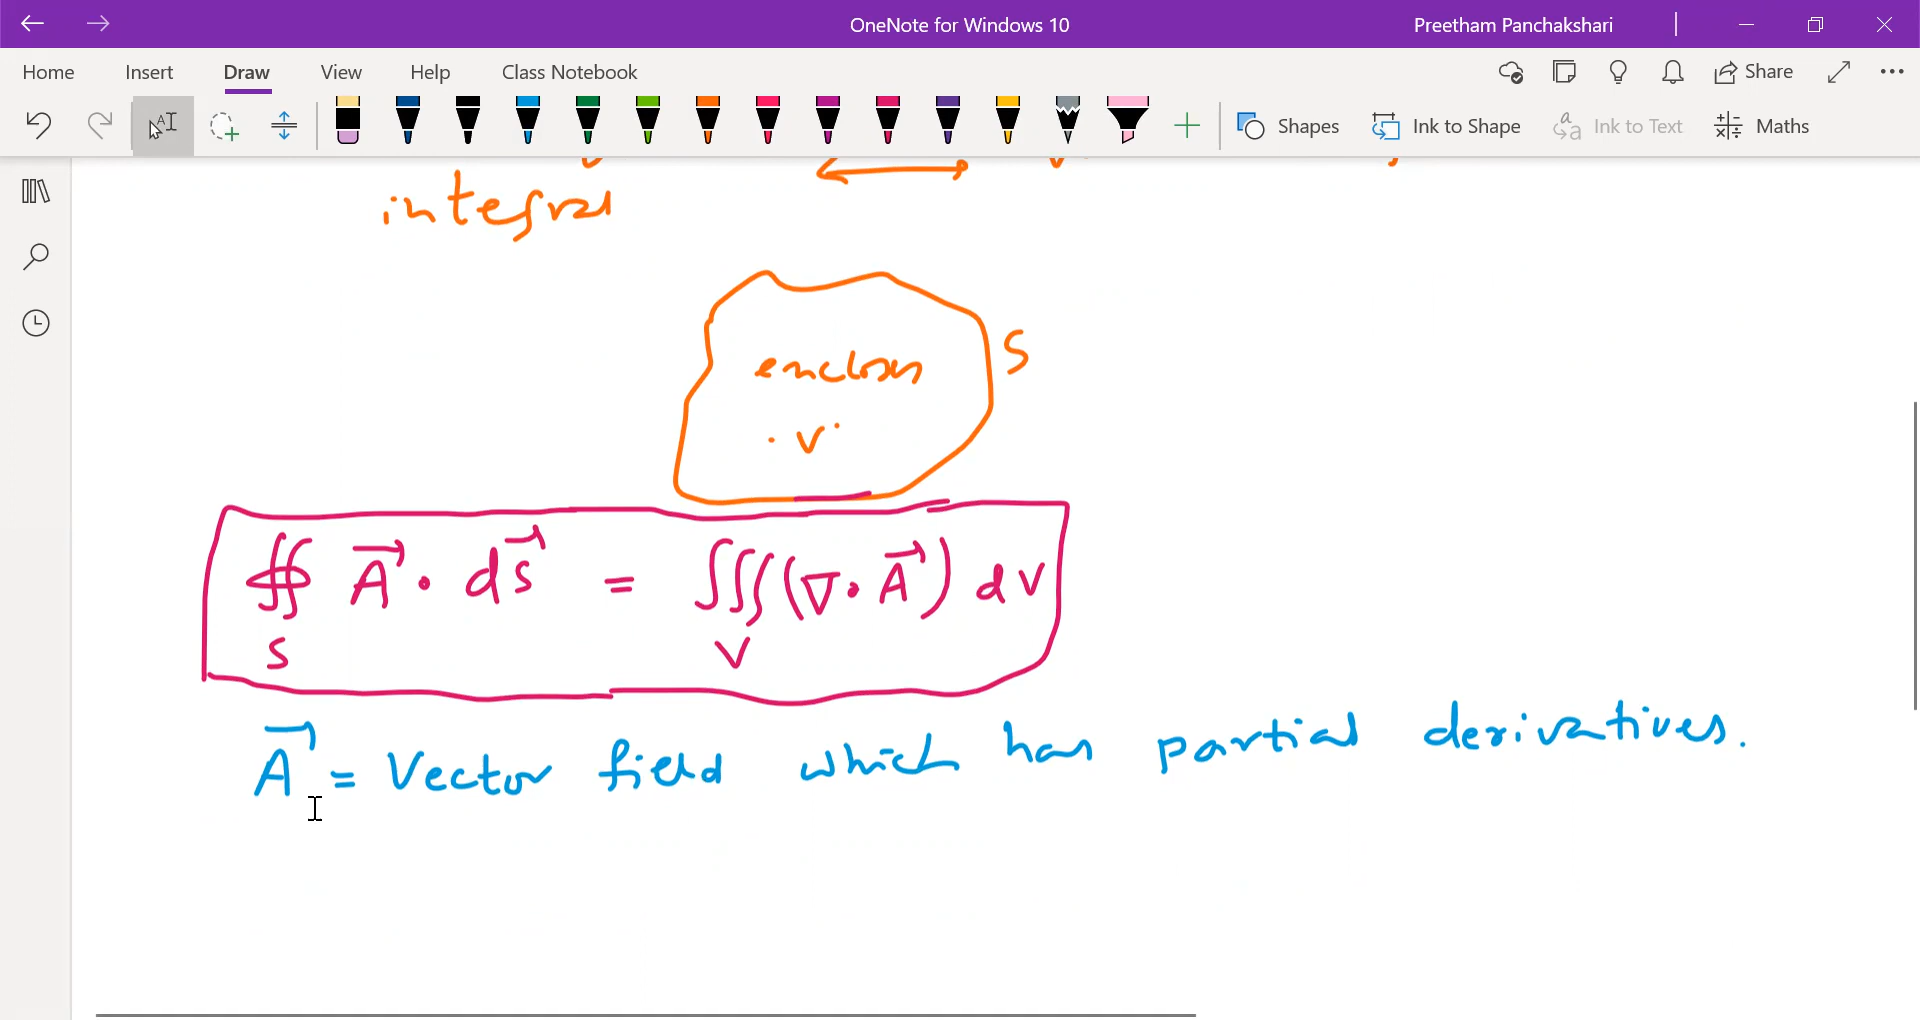 OneNote for Windows 10
Preetham Panchakshari
Home Insert Draw View Help Class Notebook
Share
Shapes Ink to Shape Ink to Text Maths
integral
encloses
V
S
∯ A⃗ • ds⃗ = ∭ (∇ • A⃗) dV
S V
A⃗ = Vector field which has partial derivatives.